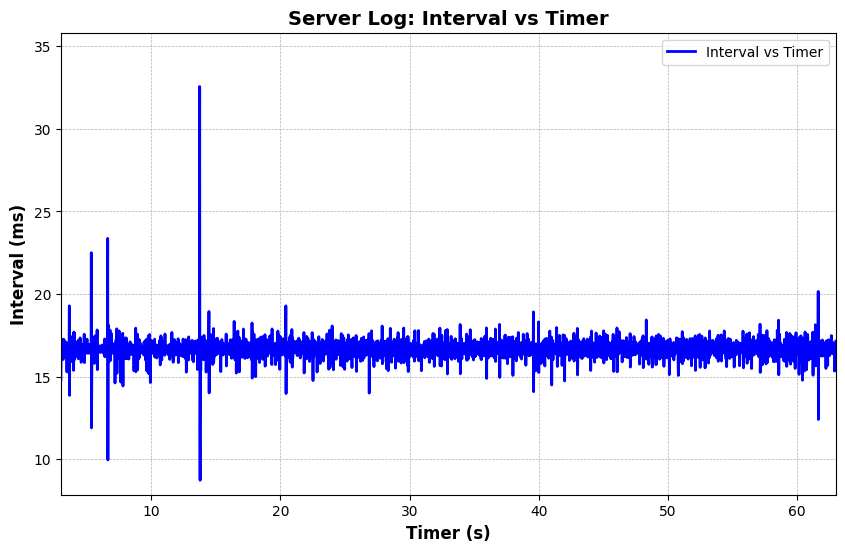 Server Log: Interval vs Timer
Interval vs Timer
35
30
25
20
15
10
Interval (ms)
10 20 30 40 50 60
Timer (s)